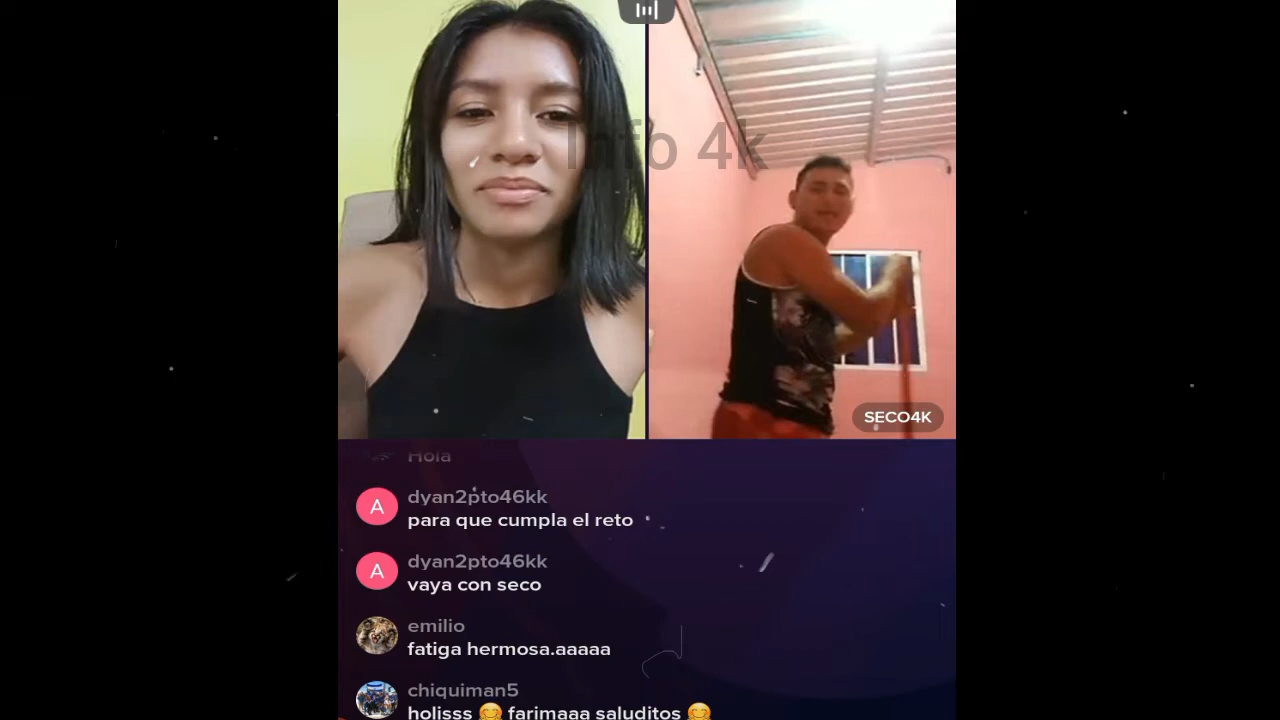 Info 4k
SECO4K
Hola
dyan2pto46kk
para que cumpla el reto
dyan2pto46kk
vaya con seco
emilio
fatiga hermosa.aaaaa
chiquiman5
holisss 🤗 farimaaa saluditos 🤗
A
A